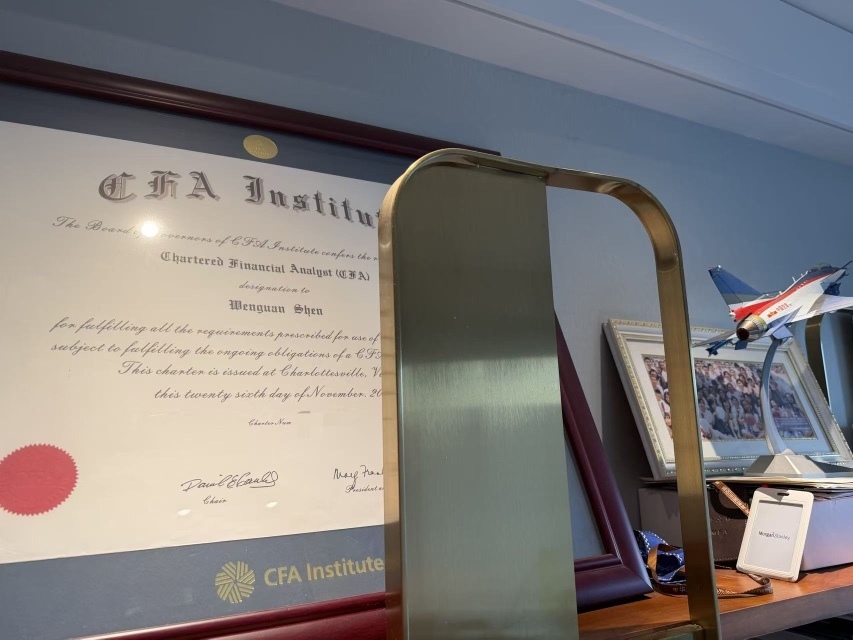 CFA Institut
The Board governors of CFA Institute confers the
Chartered Financial Analyst (CFA)
designation to
Wenguan Shen
for fulfilling all the requirements prescribed for use of
subject to fulfilling the ongoing obligations of a CFA
This charter is issued at Charlottesville, V
this twenty sixth day of November, 20
Charter Num
Chair
President
CFA Institute
Morgan Stanley